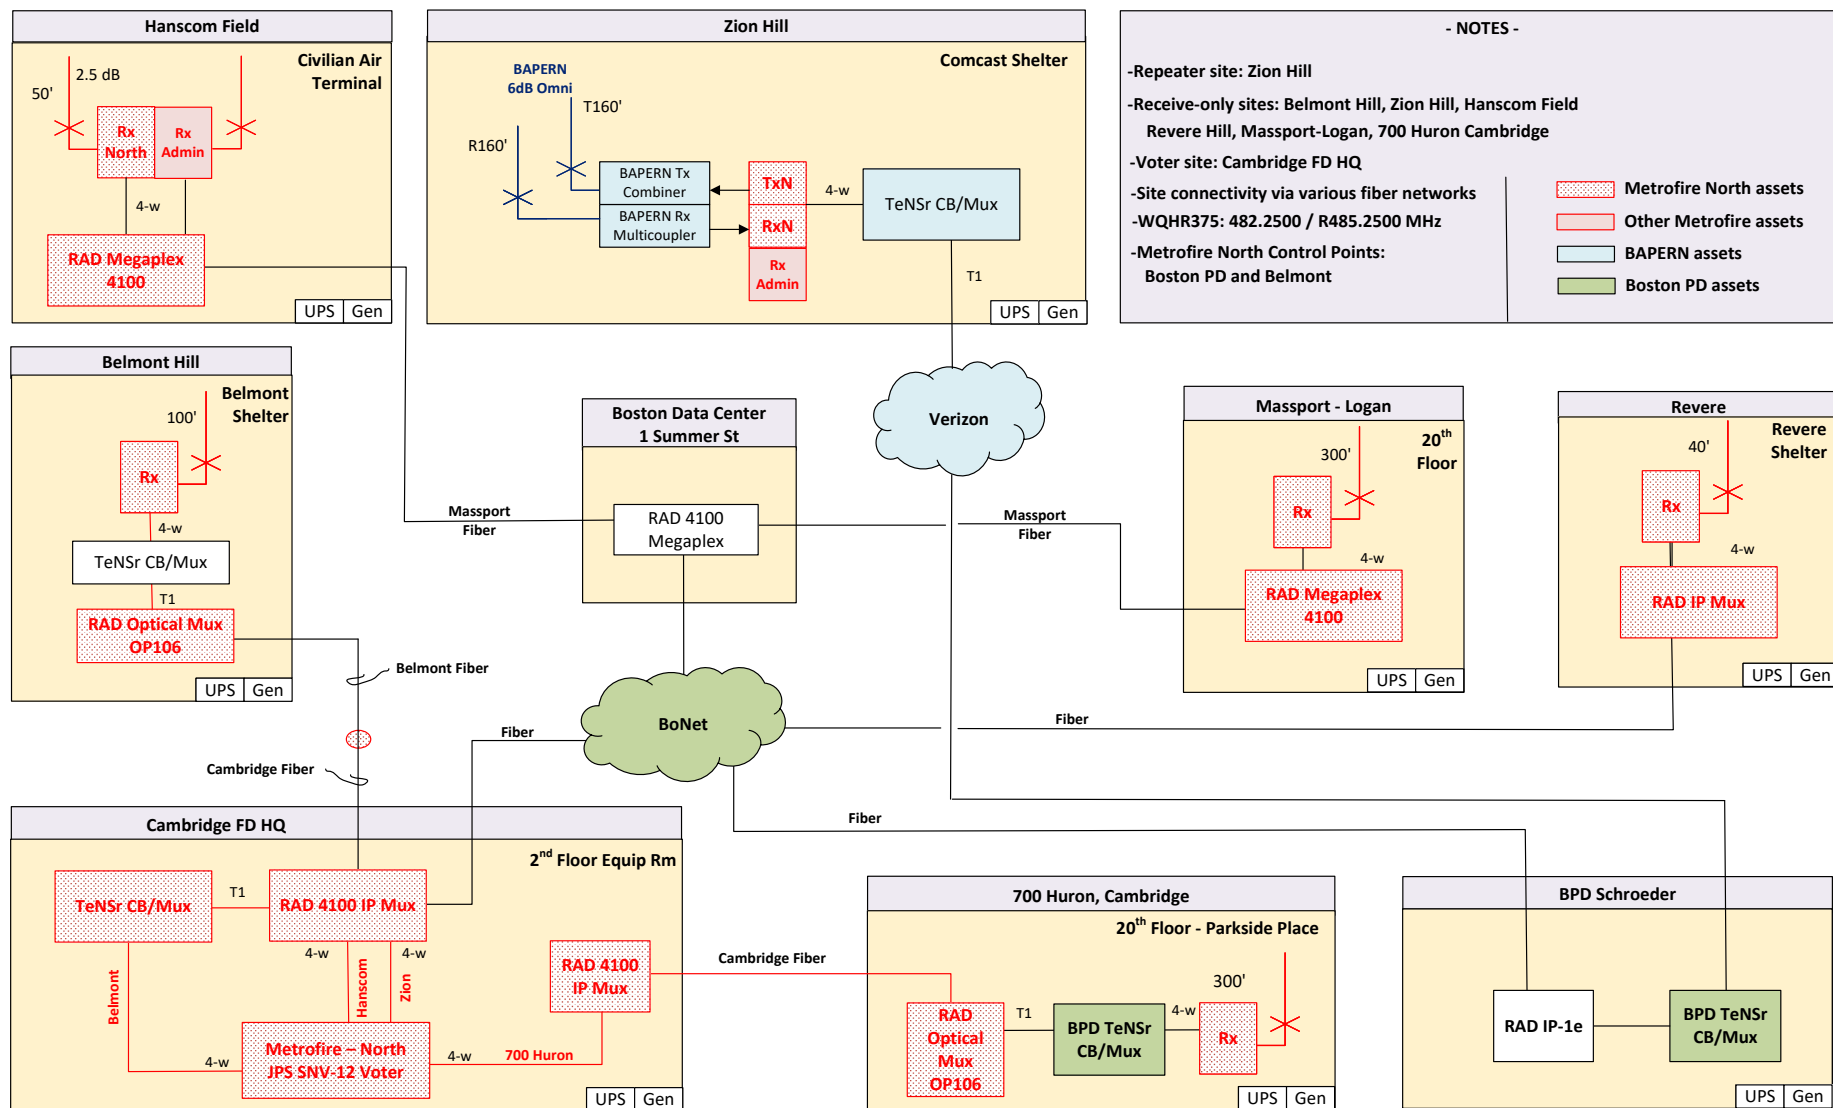 Hanscom Field
Civilian Air
Terminal
2.5 dB
50'
Rx
North
Rx
Admin
4-w
RAD Megaplex
4100
UPS
Gen
Zion Hill
Comcast Shelter
BAPERN
6dB Omni
T160'
R160'
BAPERN Tx
Combiner
BAPERN Rx
Multicoupler
TxN
RxN
Rx
Admin
4-w
TeNSr CB/Mux
T1
UPS
Gen
- NOTES -
-Repeater site: Zion Hill
-Receive-only sites: Belmont Hill, Zion Hill, Hanscom Field
Revere Hill, Massport-Logan, 700 Huron Cambridge
-Voter site: Cambridge FD HQ
-Site connectivity via various fiber networks
-WQHR375: 482.2500 / R485.2500 MHz
-Metrofire North Control Points:
Boston PD and Belmont
Metrofire North assets
Other Metrofire assets
BAPERN assets
Boston PD assets
Belmont Hill
Belmont
Shelter
100'
Rx
4-w
TeNSr CB/Mux
T1
RAD Optical Mux
OP106
UPS
Gen
Belmont Fiber
Cambridge Fiber
Boston Data Center
1 Summer St
RAD 4100
Megaplex
Massport
Fiber
Verizon
Massport
Fiber
Massport - Logan
20th
Floor
300'
Rx
4-w
RAD Megaplex
4100
UPS
Gen
Revere
Revere
Shelter
40'
Rx
4-w
RAD IP Mux
UPS
Gen
BoNet
Fiber
Fiber
Fiber
Cambridge FD HQ
2nd Floor Equip Rm
TeNSr CB/Mux
T1
RAD 4100 IP Mux
4-w
4-w
Belmont
Hanscom
Zion
RAD 4100
IP Mux
Metrofire – North
JPS SNV-12 Voter
4-w
4-w
700 Huron
UPS
Gen
Cambridge Fiber
700 Huron, Cambridge
20th Floor - Parkside Place
300'
RAD
Optical
Mux
OP106
T1
BPD TeNSr
CB/Mux
4-w
Rx
UPS
Gen
BPD Schroeder
RAD IP-1e
BPD TeNSr
CB/Mux
UPS
Gen